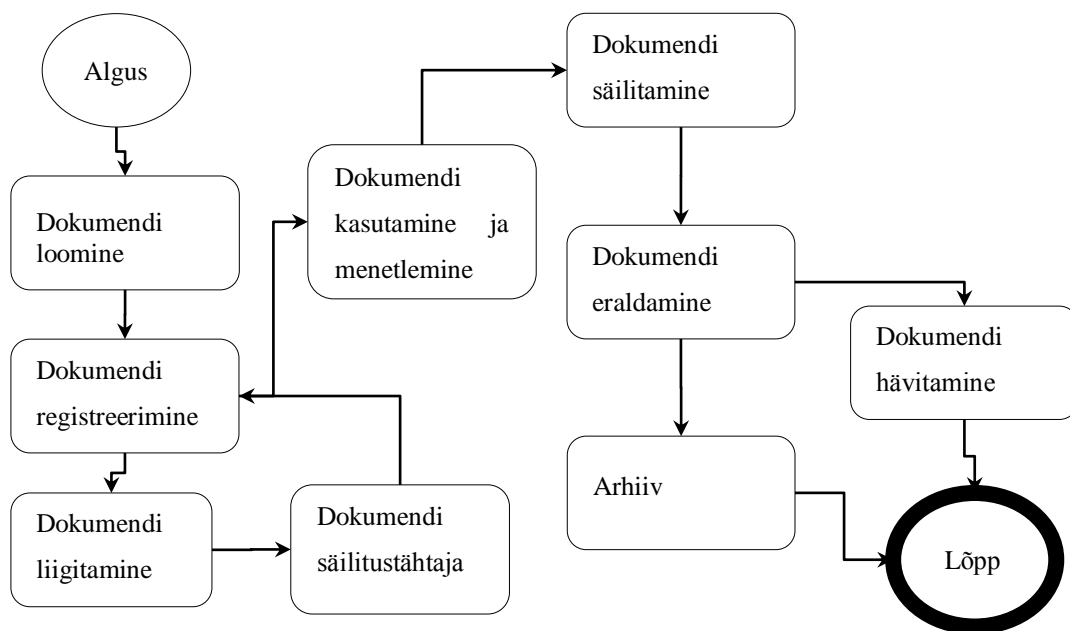 Algus
Dokumendi
loomine
Dokumendi
registreerimine
Dokumendi
liigitamine
Dokumendi
säilitustähtaja
Dokumendi
kasutamine ja
menetlemine
Dokumendi
säilitamine
Dokumendi
eraldamine
Dokumendi
hävitamine
Arhiiv
Lõpp